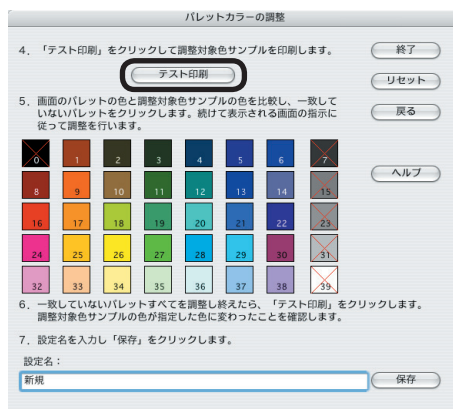 パレットカラーの調整
4. 「テスト印刷」をクリックして調整対象色サンプルを印刷します。
終了
テスト印刷
リセット
5. 画面のパレットの色と調整対象色サンプルの色を比較し、一致して
いないパレットをクリックします。続けて表示される画面の指示に
従って調整を行います。
戻る
0 1 2 3 4 5 6 7
ヘルプ
8 9 10 11 12 13 14 15
16 17 18 19 20 21 22 23
24 25 26 27 28 29 30 31
32 33 34 35 36 37 38 39
6. 一致していないパレットすべてを調整し終えたら、「テスト印刷」をクリックします。
調整対象色サンプルの色が指定した色に変わったことを確認します。
7. 設定名を入力し「保存」をクリックします。
設定名：
新規
保存